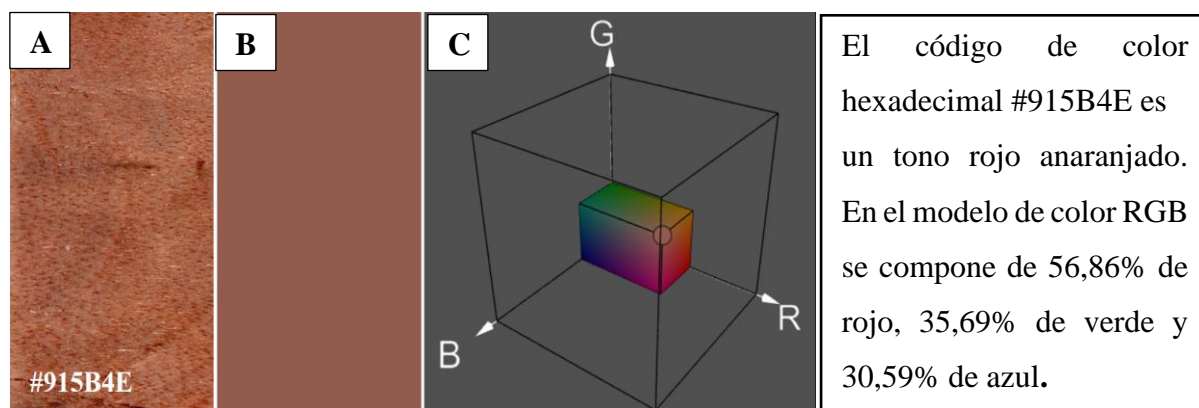 A
B
C
G
R
B
#915B4E
El código de color
hexadecimal #915B4E es
un tono rojo anaranjado.
En el modelo de color RGB
se compone de 56,86% de
rojo, 35,69% de verde y
30,59% de azul.